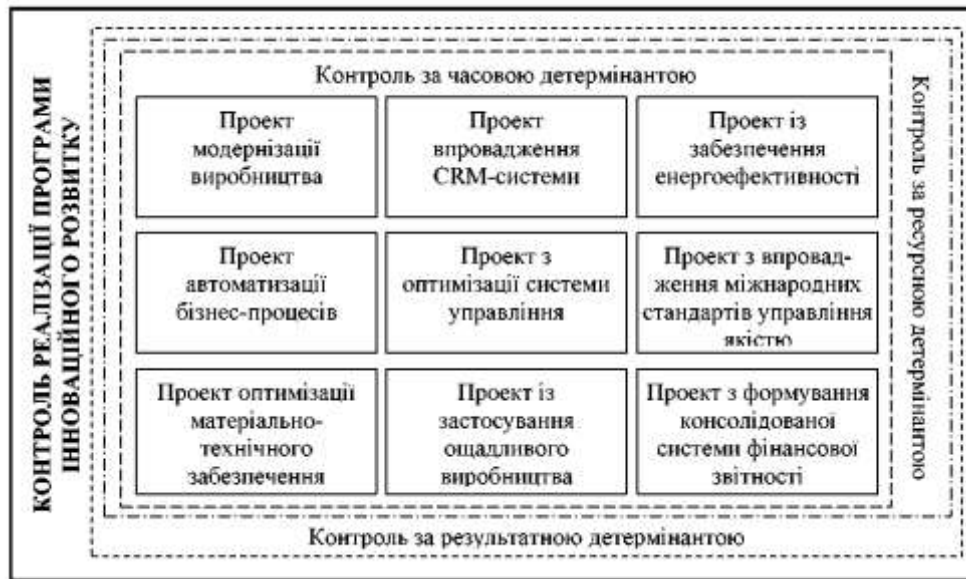 КОНТРОЛЬ РЕАЛІЗАЦІЇ ПРОГРАМИ
ІННОВАЦІЙНОГО РОЗВИТКУ
Контроль за часовою детермінантою
Проект
модернізації
виробництва
Проект
впровадження
CRM-системи
Проект із
забезпечення
енергоефективності
Проект
автоматизації
бізнес-процесів
Проект з
оптимізації системи
управління
Проект з впровад-
ження міжнародних
стандартів управління
якістю
Проект оптимізації
матеріально-
технічного
забезпечення
Проект із
застосування
ощадливого
виробництва
Проект з формування
консолідованої
системи фінансової
звітності
Контроль за ресурсною детермінантою
Контроль за результатною детермінантою